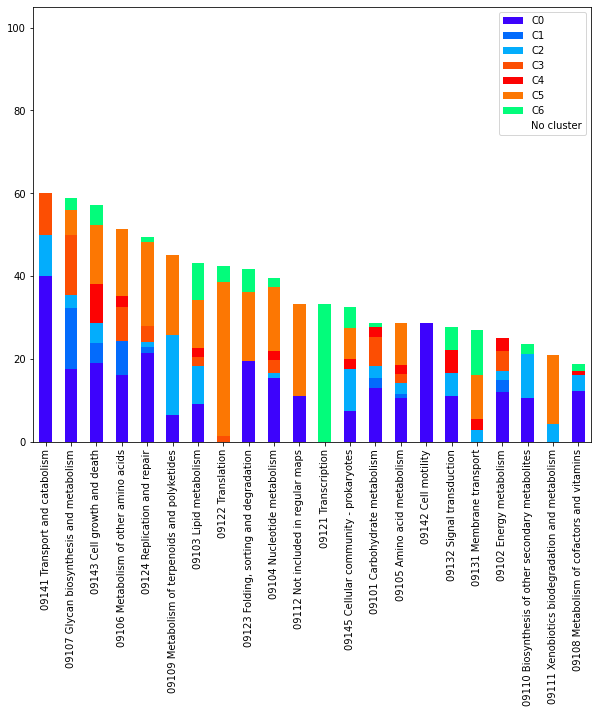 100
80
60
40
20
0
C0
C1
C2
C3
C4
C5
C6
No cluster
09141 Transport and catabolism
09107 Glycan biosynthesis and metabolism
09143 Cell growth and death
09106 Metabolism of other amino acids
09124 Replication and repair
09109 Metabolism of terpenoids and polyketides
09103 Lipid metabolism
09122 Translation
09123 Folding, sorting and degradation
09104 Nucleotide metabolism
09112 Not included in regular maps
09121 Transcription
09145 Cellular community - prokaryotes
09101 Carbohydrate metabolism
09105 Amino acid metabolism
09142 Cell motility
09132 Signal transduction
09131 Membrane transport
09102 Energy metabolism
09110 Biosynthesis of other secondary metabolites
09111 Xenobiotics biodegradation and metabolism
09108 Metabolism of cofactors and vitamins